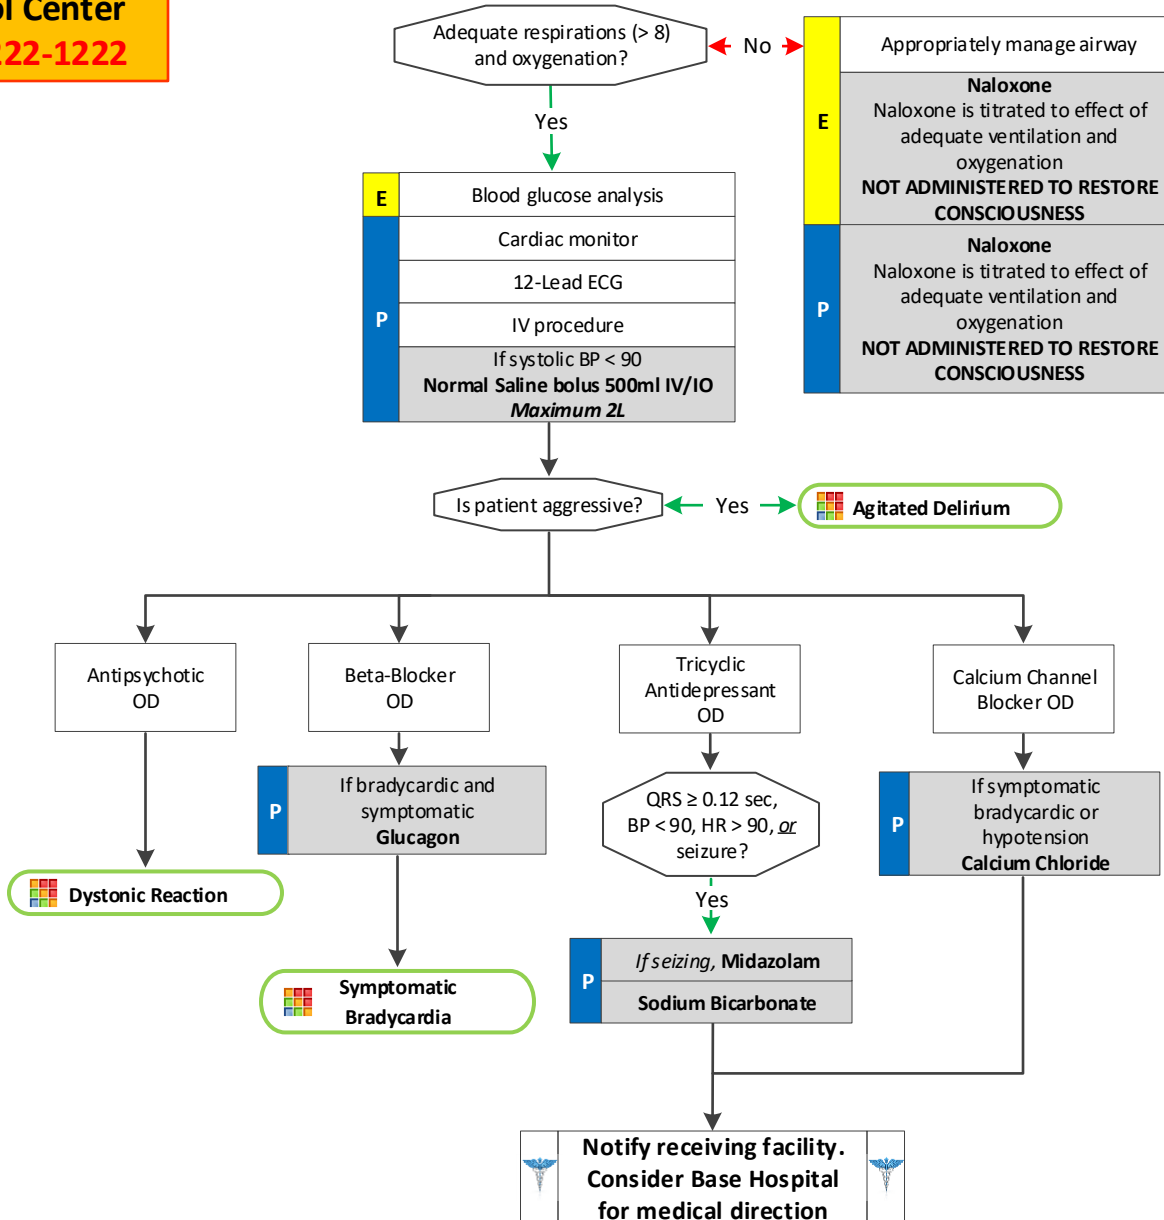 ol Center
222-1222
Adequate respirations (> 8)
and oxygenation?
No
Yes
E
Appropriately manage airway
Naloxone
Naloxone is titrated to effect of
adequate ventilation and
oxygenation
NOT ADMINISTERED TO RESTORE
CONSCIOUSNESS
P
Naloxone
Naloxone is titrated to effect of
adequate ventilation and
oxygenation
NOT ADMINISTERED TO RESTORE
CONSCIOUSNESS
E
Blood glucose analysis
P
Cardiac monitor
12-Lead ECG
IV procedure
If systolic BP < 90
Normal Saline bolus 500ml IV/IO
Maximum 2L
Is patient aggressive?
Yes
Agitated Delirium
Antipsychotic
OD
Beta-Blocker
OD
Tricyclic
Antidepressant
OD
Calcium Channel
Blocker OD
P
If bradycardic and
symptomatic
Glucagon
QRS ≥ 0.12 sec,
BP < 90, HR > 90, or
seizure?
P
If symptomatic
bradycardic or
hypotension
Calcium Chloride
Dystonic Reaction
Yes
P
If seizing, Midazolam
Sodium Bicarbonate
Symptomatic
Bradycardia
Notify receiving facility.
Consider Base Hospital
for medical direction